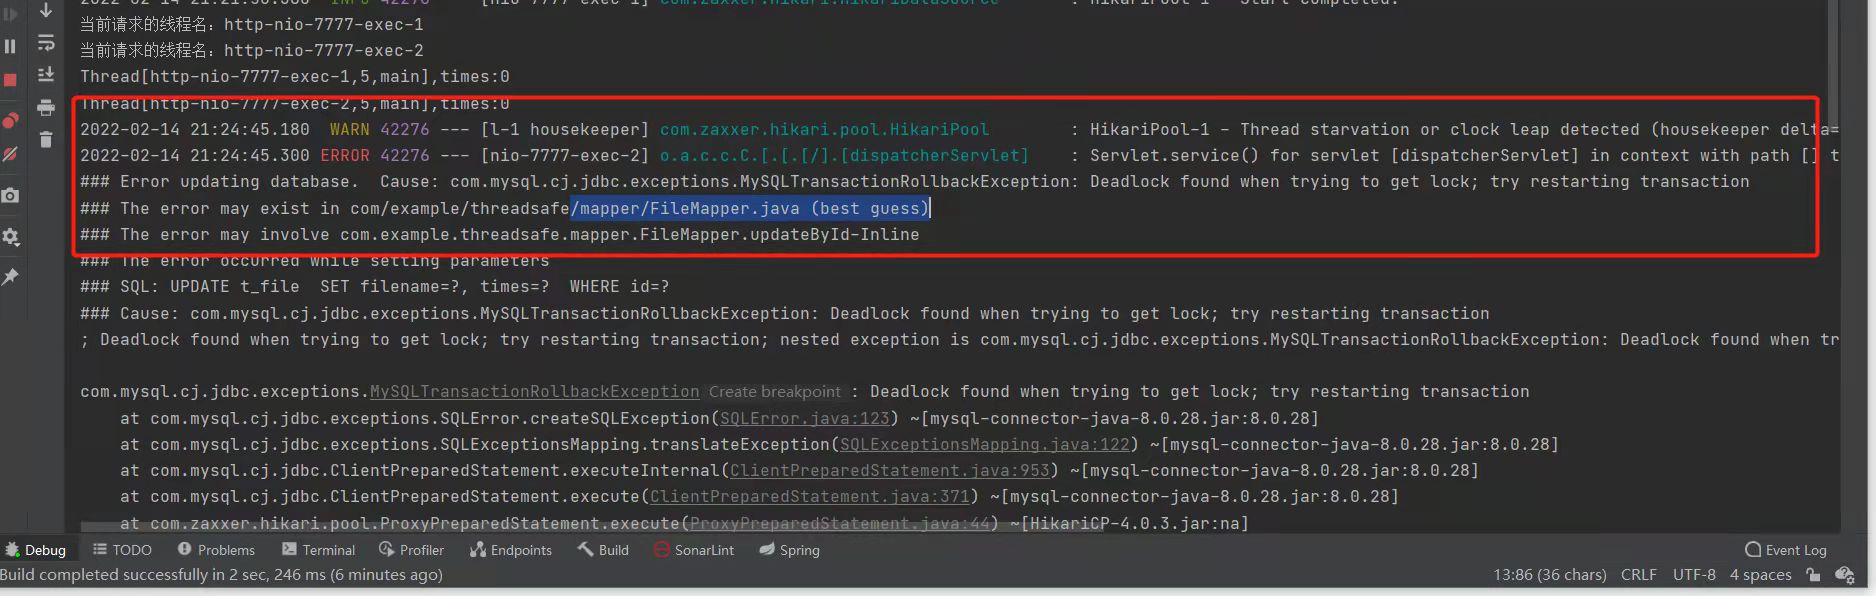 2022-02-14 21:21:50.580  INFO 42276 --- [nio-7777-exec-1] com.zaxxer.hikari.HikariDataSource : HikariPool-1 - Start completed.
当前请求的线程名：http-nio-7777-exec-1
当前请求的线程名：http-nio-7777-exec-2
Thread[http-nio-7777-exec-1,5,main],times:0
Thread[http-nio-7777-exec-2,5,main],times:0
2022-02-14 21:24:45.180  WARN 42276 --- [l-1 housekeeper] com.zaxxer.hikari.pool.HikariPool        : HikariPool-1 - Thread starvation or clock leap detected (housekeeper delta=
2022-02-14 21:24:45.300 ERROR 42276 --- [nio-7777-exec-2] o.a.c.c.C.[.[.[/].[dispatcherServlet]    : Servlet.service() for servlet [dispatcherServlet] in context with path [] t
### Error updating database.  Cause: com.mysql.cj.jdbc.exceptions.MySQLTransactionRollbackException: Deadlock found when trying to get lock; try restarting transaction
### The error may exist in com/example/threadsafe/mapper/FileMapper.java (best guess)
### The error may involve com.example.threadsafe.mapper.FileMapper.updateById-Inline
### The error occurred while setting parameters
### SQL: UPDATE t_file  SET filename=?, times=?  WHERE id=?
### Cause: com.mysql.cj.jdbc.exceptions.MySQLTransactionRollbackException: Deadlock found when trying to get lock; try restarting transaction
; Deadlock found when trying to get lock; try restarting transaction; nested exception is com.mysql.cj.jdbc.exceptions.MySQLTransactionRollbackException: Deadlock found when tr
com.mysql.cj.jdbc.exceptions.MySQLTransactionRollbackException Create breakpoint : Deadlock found when trying to get lock; try restarting transaction
at com.mysql.cj.jdbc.exceptions.SQLError.createSQLException(SQLError.java:123) ~[mysql-connector-java-8.0.28.jar:8.0.28]
at com.mysql.cj.jdbc.exceptions.SQLExceptionsMapping.translateException(SQLExceptionsMapping.java:122) ~[mysql-connector-java-8.0.28.jar:8.0.28]
at com.mysql.cj.jdbc.ClientPreparedStatement.executeInternal(ClientPreparedStatement.java:953) ~[mysql-connector-java-8.0.28.jar:8.0.28]
at com.mysql.cj.jdbc.ClientPreparedStatement.execute(ClientPreparedStatement.java:371) ~[mysql-connector-java-8.0.28.jar:8.0.28]
at com.zaxxer.hikari.pool.ProxyPreparedStatement.execute(ProxyPreparedStatement.java:44) ~[HikariCP-4.0.3.jar:na]
Debug TODO Problems Terminal Profiler Endpoints Build SonarLint Spring Event Log
Build completed successfully in 2 sec, 246 ms (6 minutes ago) 13:86 (36 chars) CRLF UTF-8 4 spaces